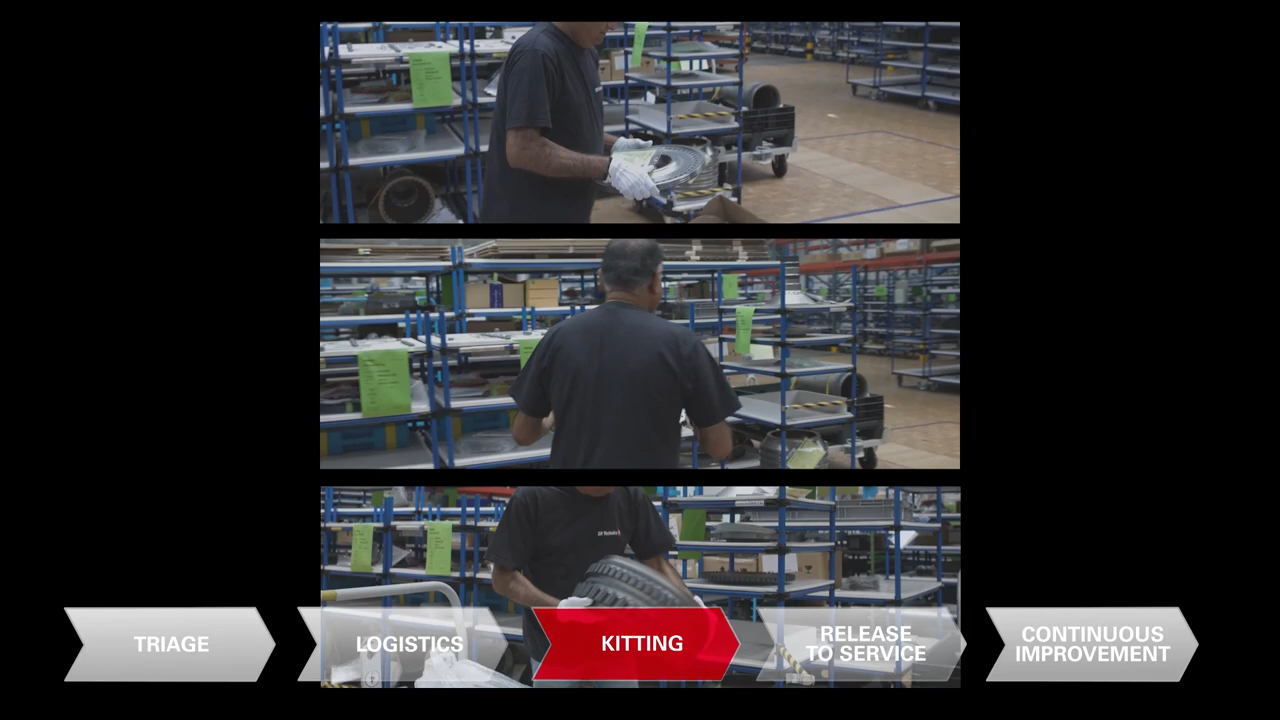 TRIAGE
LOGISTICS
KITTING
RELEASE
TO SERVICE
CONTINUOUS
IMPROVEMENT